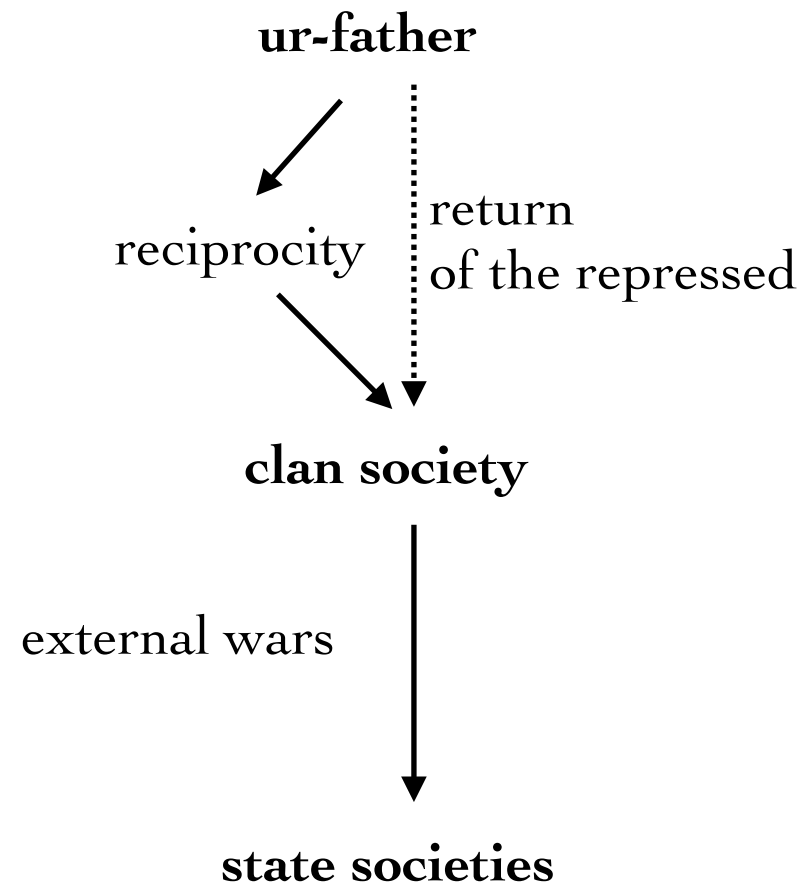 ur-father
return
reciprocity
of the repressed
clan society
external wars
state societies